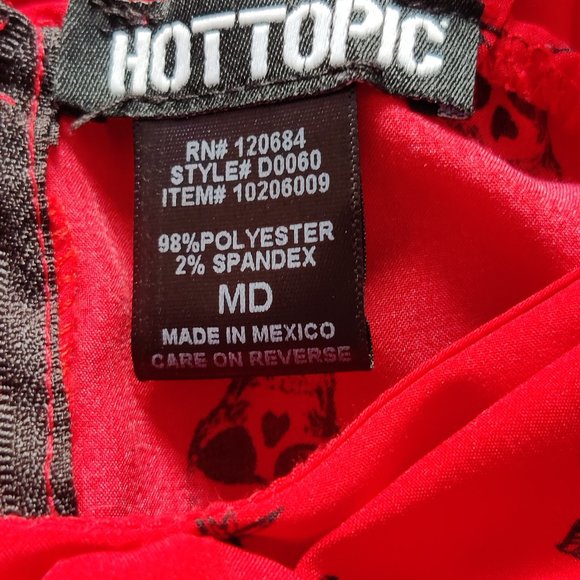 HOTTOPIC
RN# 120684
STYLE# D0060
ITEM# 10206009
98%POLYESTER
2% SPANDEX
MD
MADE IN MEXICO
CARE ON REVERSE